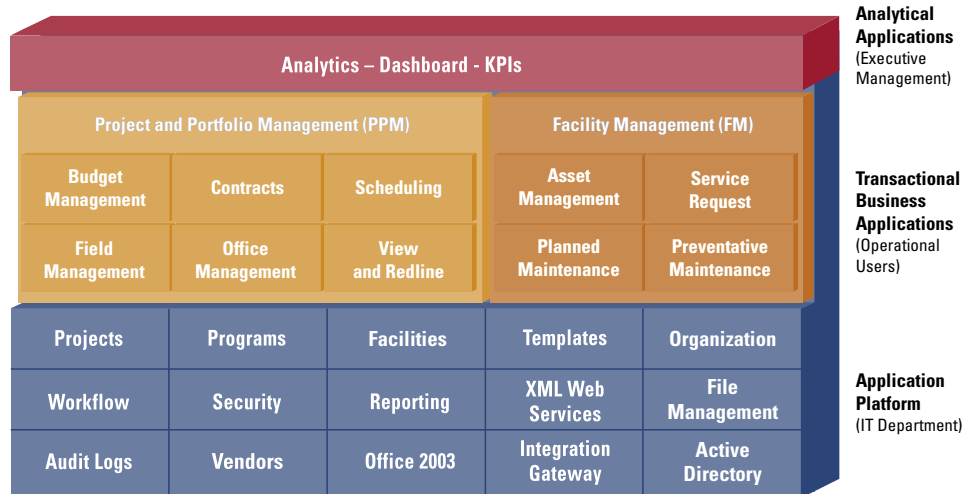 Analytical
Applications
(Executive
Management)
Analytics – Dashboard - KPIs
Project and Portfolio Management (PPM)
Facility Management (FM)
Budget
Management
Contracts
Scheduling
Asset
Management
Service
Request
Field
Management
Office
Management
View
and Redline
Planned
Maintenance
Preventative
Maintenance
Transactional
Business
Applications
(Operational
Users)
Projects
Programs
Facilities
Templates
Organization
Workflow
Security
Reporting
XML Web
Services
File
Management
Audit Logs
Vendors
Office 2003
Integration
Gateway
Active
Directory
Application
Platform
(IT Department)